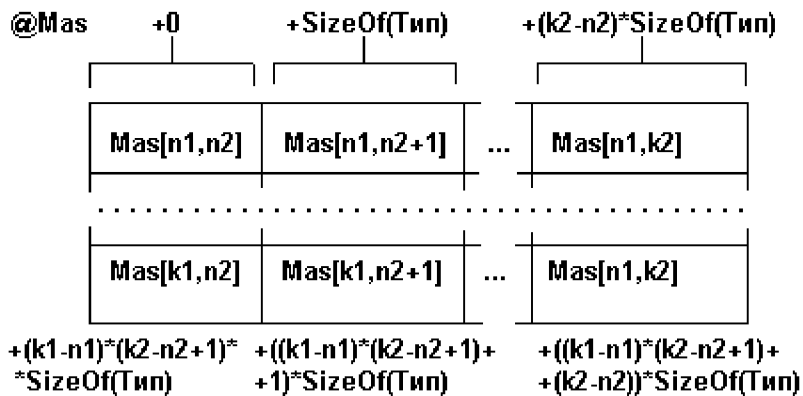 @Mas +0 +SizeOf(Тип) +(k2-n2)*SizeOf(Тип)
Mas[n1,n2] Mas[n1,n2+1] ... Mas[n1,k2]
Mas[k1,n2] Mas[k1,n2+1] ... Mas[n1,k2]
+(k1-n1)*(k2-n2+1)* +((k1-n1)*(k2-n2+1)+ +((k1-n1)*(k2-n2+1)+
*SizeOf(Тип) +1)*SizeOf(Тип) +(k2-n2))*SizeOf(Тип)